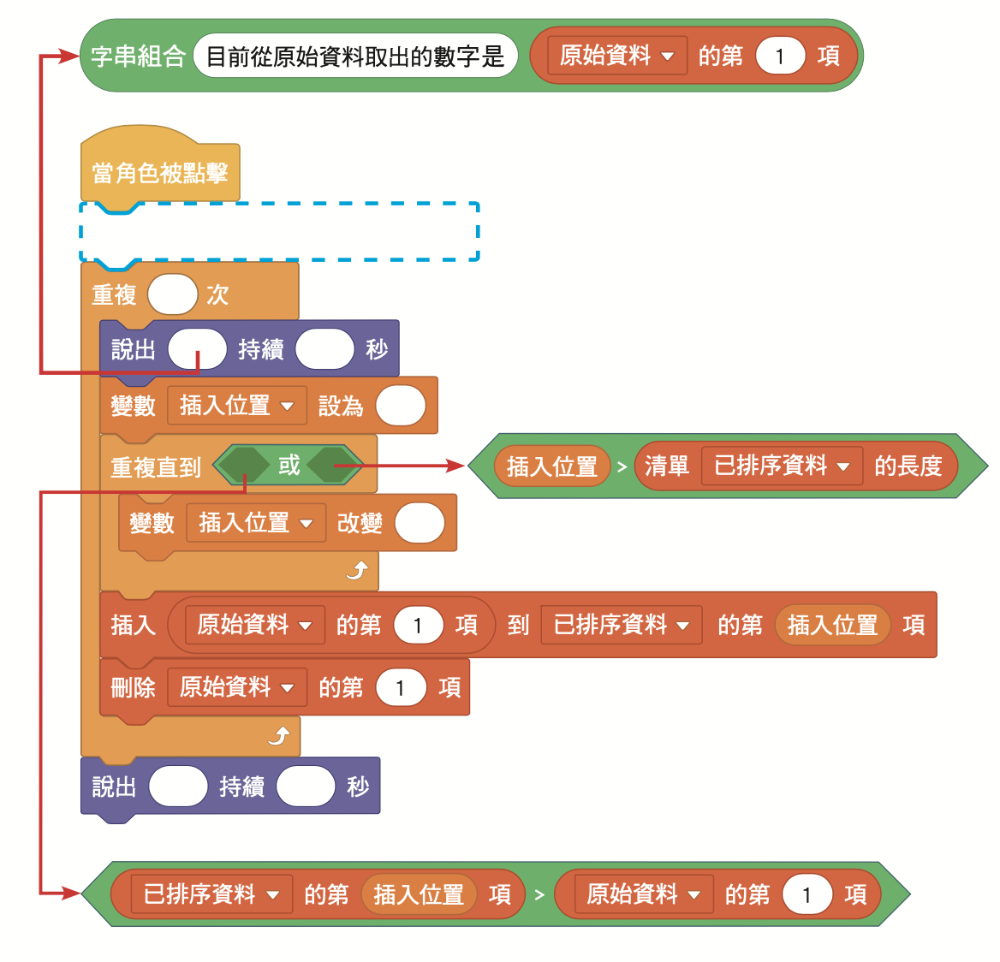 字串組合 目前從原始資料取出的數字是 原始資料 的第 1 項
當角色被點擊
重複 次
說出 持續 秒
變數 插入位置 設為
重複直到 或
插入位置 > 清單 已排序資料 的長度
變數 插入位置 改變
插入 原始資料 的第 1 項 到 已排序資料 的第 插入位置 項
刪除 原始資料 的第 1 項
說出 持續 秒
已排序資料 的第 插入位置 項 > 原始資料 的第 1 項